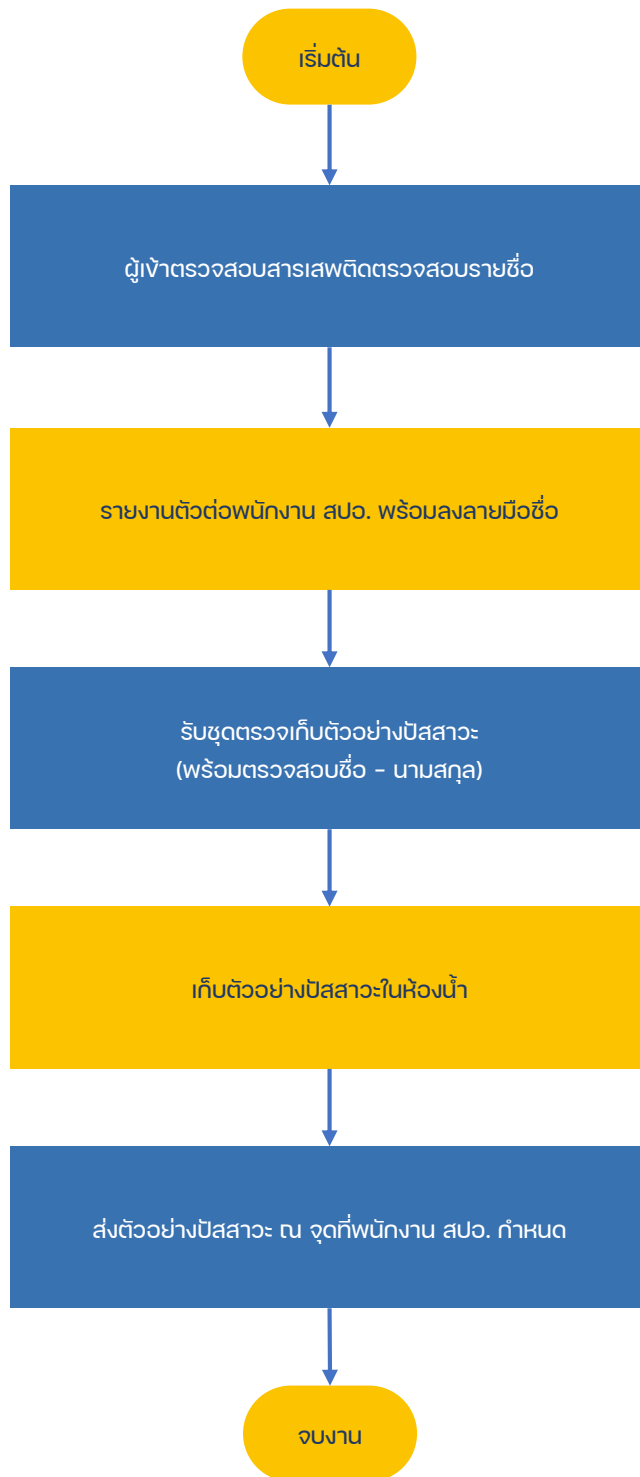 เริ่มต้น
ผู้เข้าตรวจสอบสารเสพติดตรวจสอบรายชื่อ
รายงานตัวต่อพนักงาน สปอ. พร้อมลงลายมือชื่อ
รับชุดตรวจเก็บตัวอย่างปัสสาวะ
(พร้อมตรวจสอบชื่อ - นามสกุล)
เก็บตัวอย่างปัสสาวะในห้องน้ำ
ส่งตัวอย่างปัสสาวะ ณ จุดที่พนักงาน สปอ. กำหนด
จบงาน